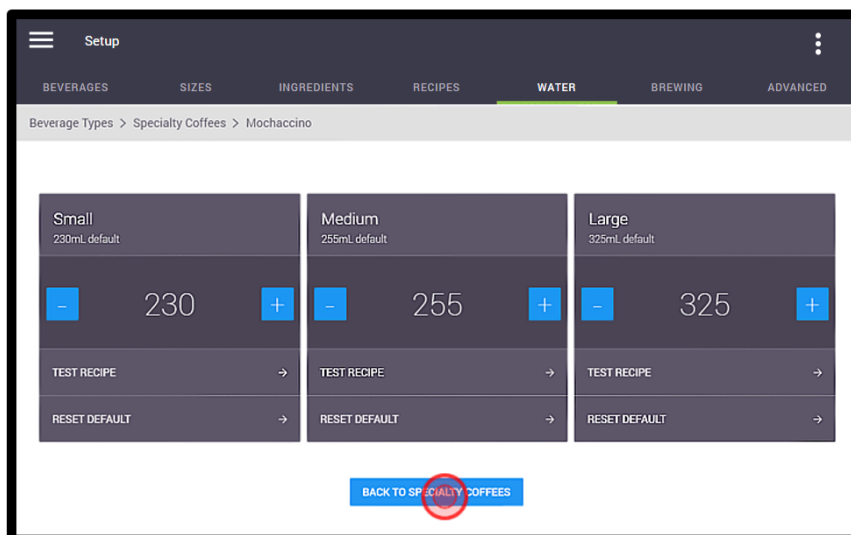 Setup
BEVERAGES SIZES INGREDIENTS RECIPES WATER BREWING ADVANCED
Beverage Types > Specialty Coffees > Mochaccino
Small
230mL default
- 230 +
TEST RECIPE →
RESET DEFAULT →
Medium
255mL default
- 255 +
TEST RECIPE →
RESET DEFAULT →
Large
325mL default
- 325 +
TEST RECIPE →
RESET DEFAULT →
BACK TO SPECIALTY COFFEES